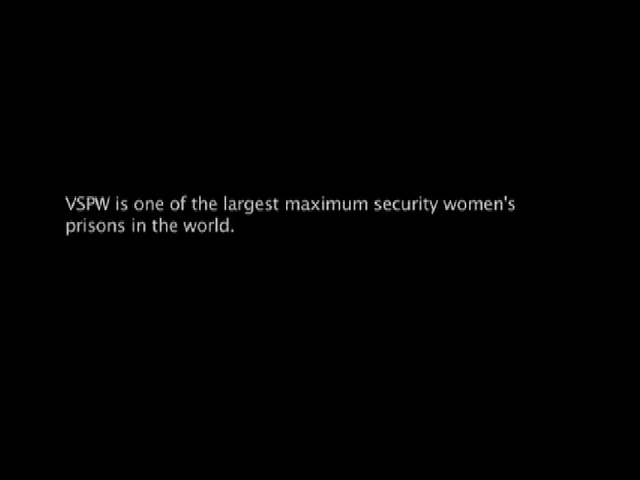 VSPW is one of the largest maximum security women's
prisons in the world.